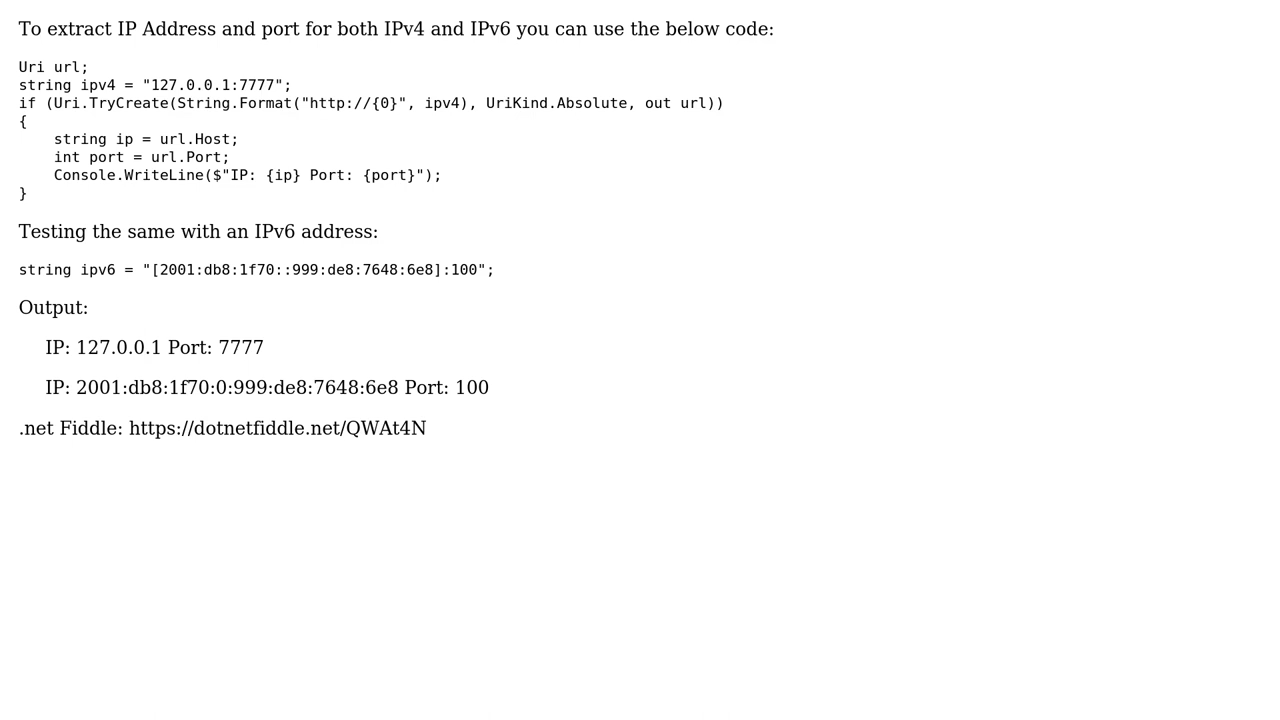 To extract IP Address and port for both IPv4 and IPv6 you can use the below code:
Uri url;
string ipv4 = "127.0.0.1:7777";
if (Uri.TryCreate(String.Format("http://{0}", ipv4), UriKind.Absolute, out url))
{
    string ip = url.Host;
    int port = url.Port;
    Console.WriteLine($"IP: {ip} Port: {port}");
}
Testing the same with an IPv6 address:
string ipv6 = "[2001:db8:1f70::999:de8:7648:6e8]:100";
Output:
IP: 127.0.0.1 Port: 7777
IP: 2001:db8:1f70:0:999:de8:7648:6e8 Port: 100
.net Fiddle: https://dotnetfiddle.net/QWAt4N